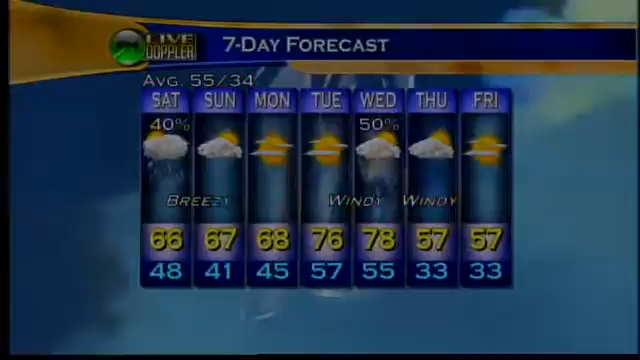 LIVE
DOPPLER
7-DAY FORECAST
AVG. 55/34
SAT SUN MON TUE WED THU FRI
40% 50%
BREEZY WINDY WINDY
66 67 68 76 78 57 57
48 41 45 57 55 33 33